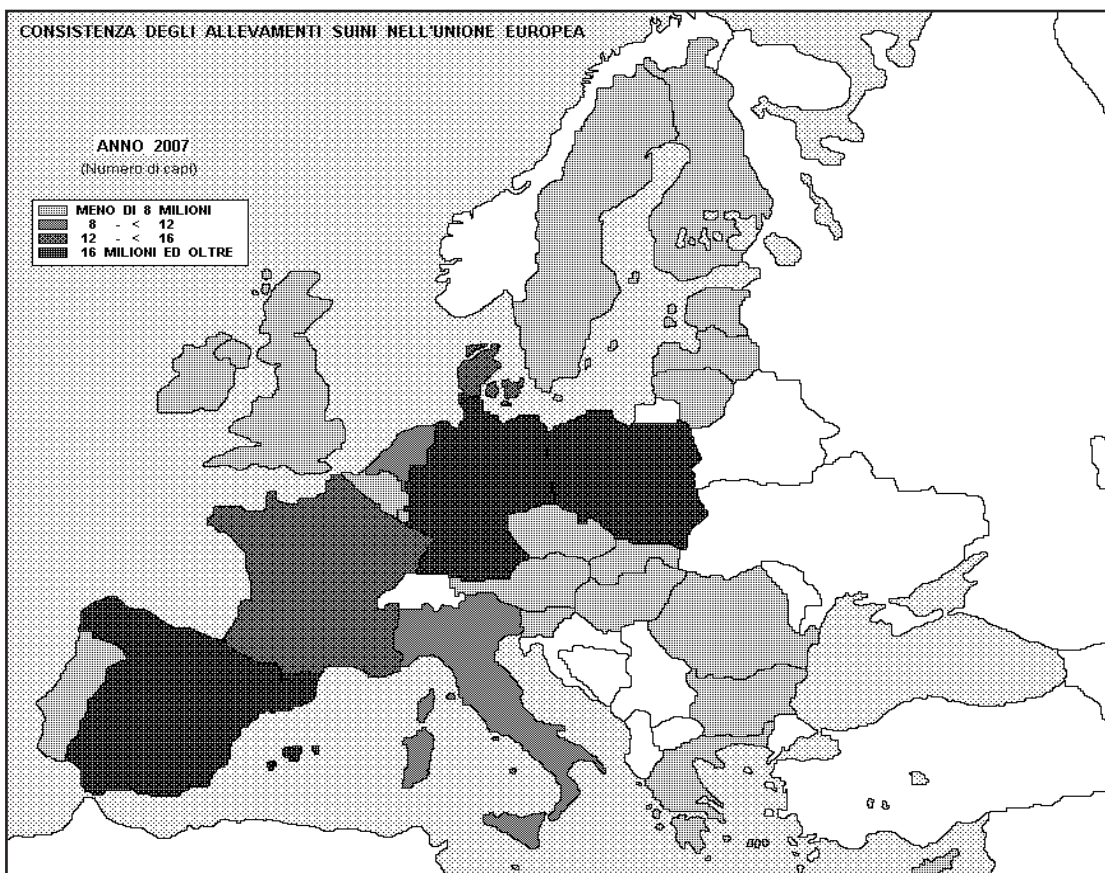 CONSISTENZA DEGLI ALLEVAMENTI SUINI NELL'UNIONE EUROPEA
ANNO 2007
(Numero di capi)
MENO DI 8 MILIONI
8 - < 12
12 - < 16
16 MILIONI ED OLTRE